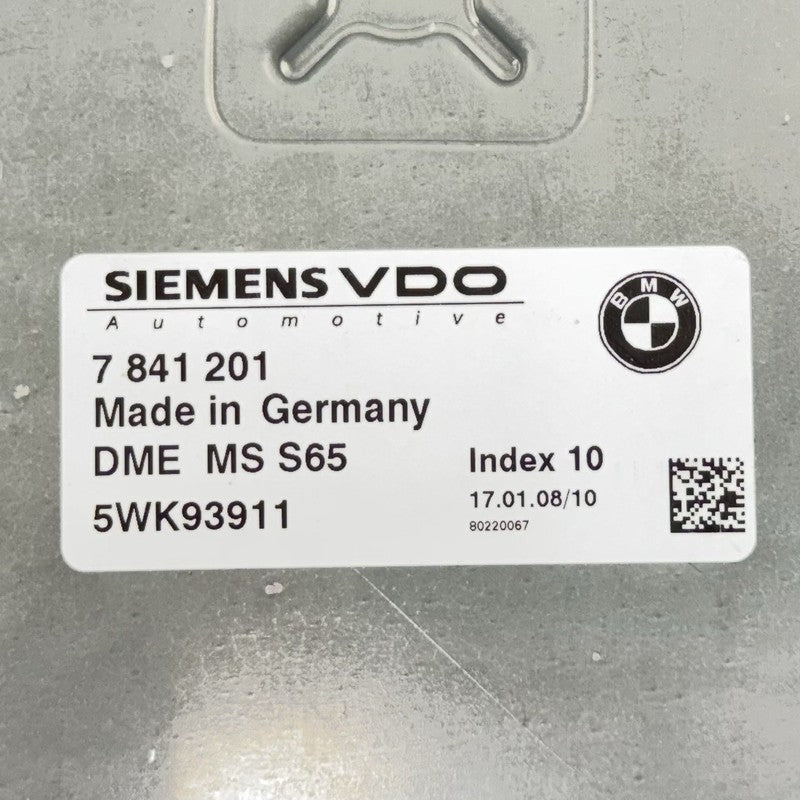 SIEMENS VDO
Automotive
BMW
7 841 201
Made in Germany
DME MS S65
Index 10
5WK93911
17.01.08/10
80220067